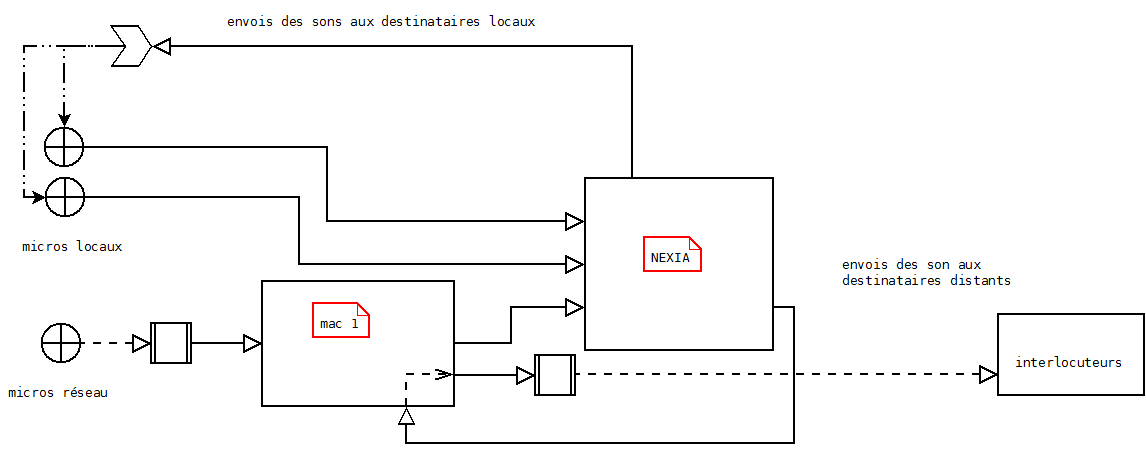 envois des sons aux destinataires locaux
micros locaux
NEXIA
envois des son aux
destinataires distants
mac 1
interlocuteurs
micros réseau